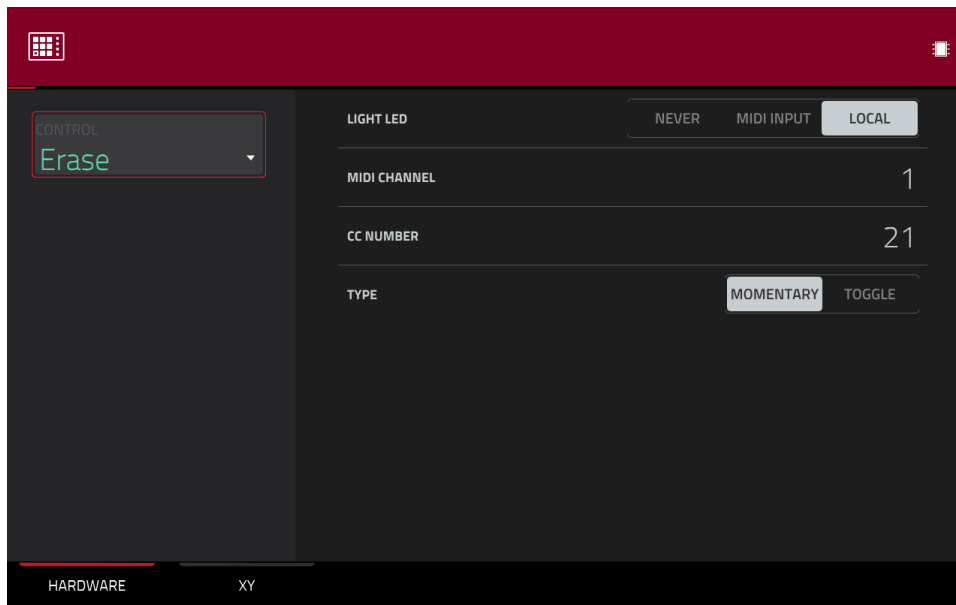 CONTROL
Erase
LIGHT LED NEVER MIDI INPUT LOCAL
MIDI CHANNEL 1
CC NUMBER 21
TYPE MOMENTARY TOGGLE
HARDWARE XY